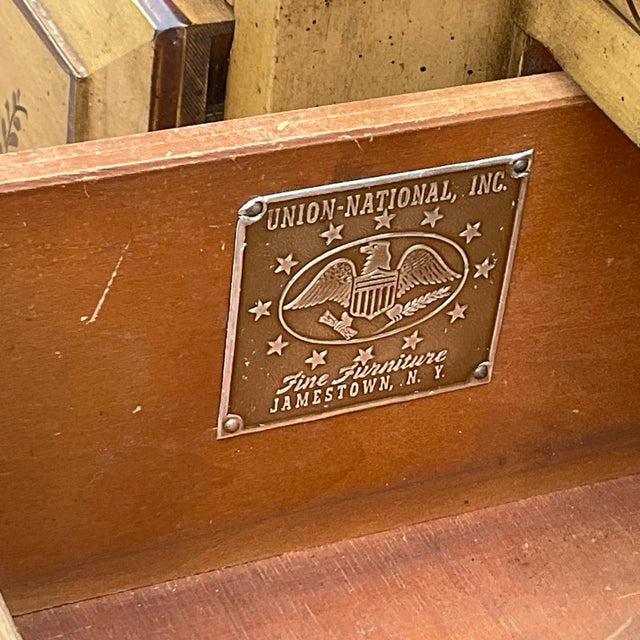 UNION-NATIONAL, INC.
Fine Furniture
JAMESTOWN, N. Y.